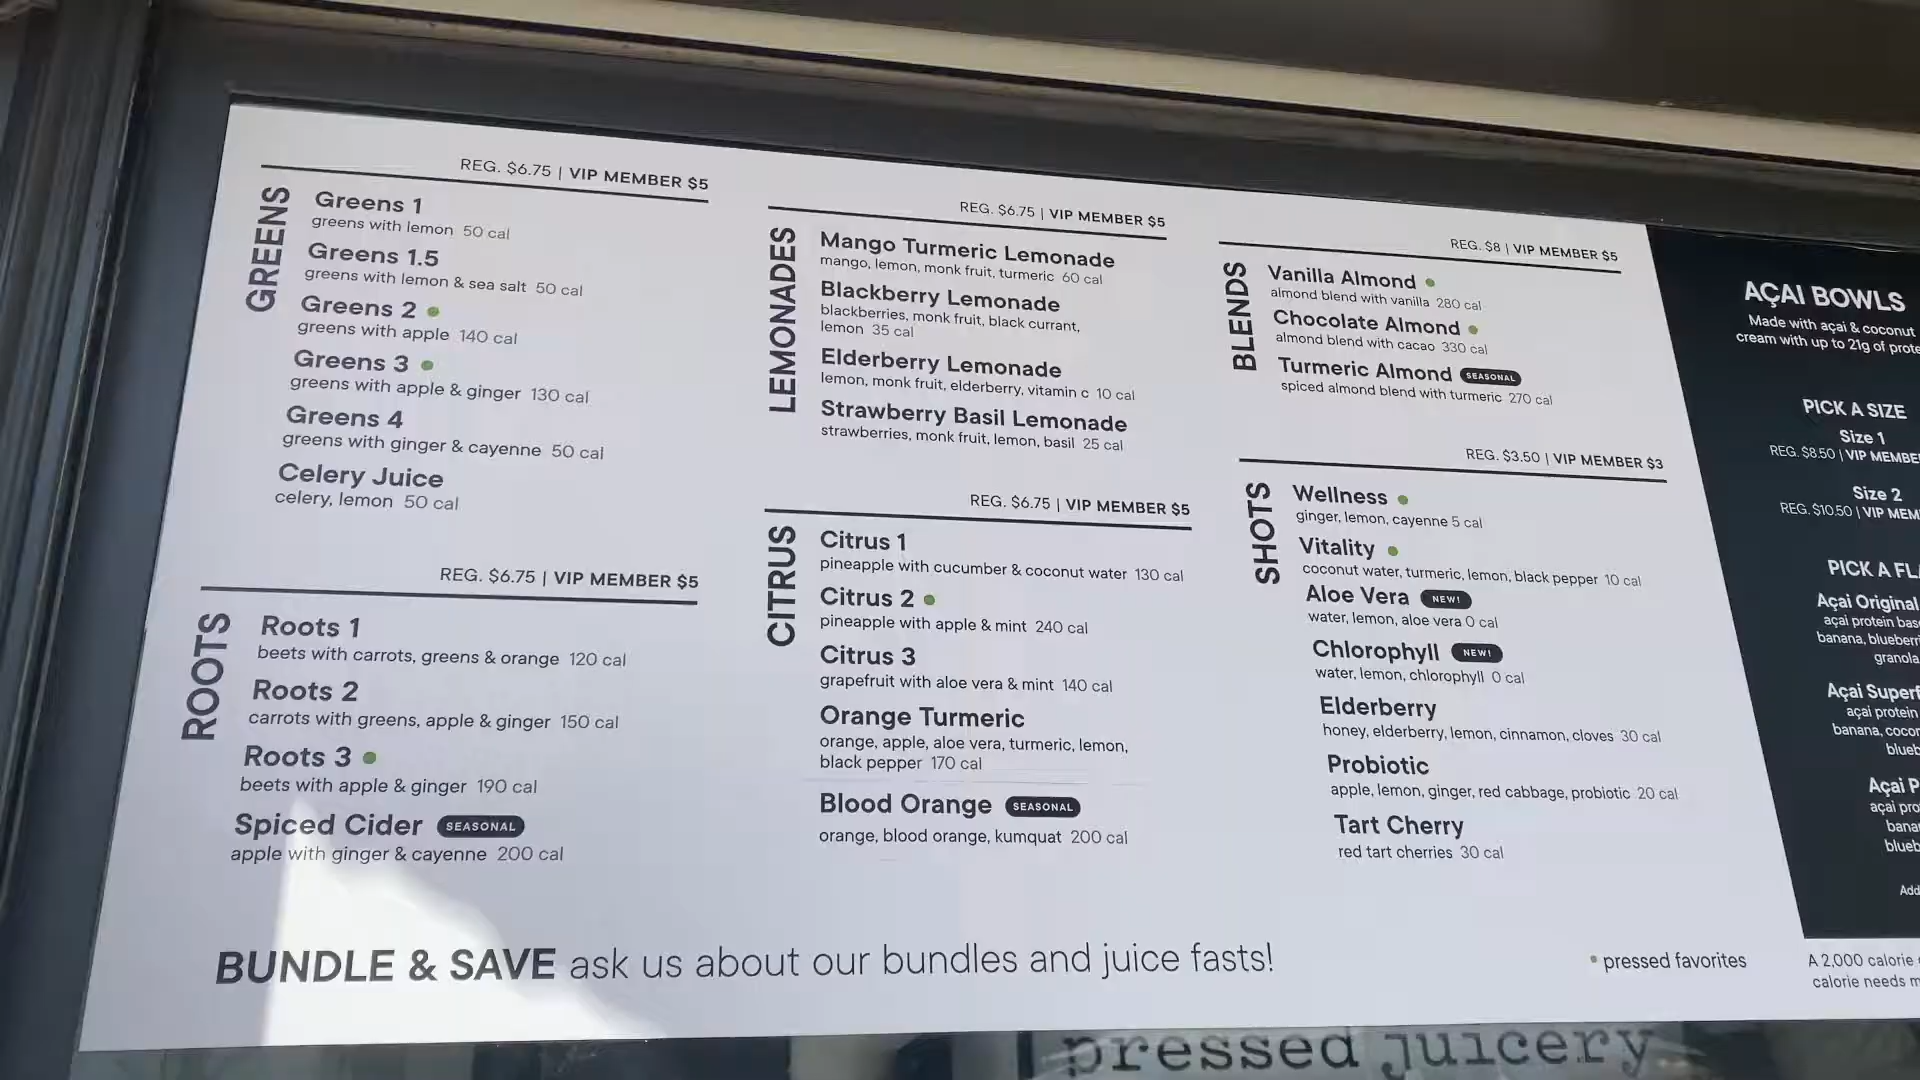 REG. $6.75 | VIP MEMBER $5
GREENS
Greens 1
greens with lemon 50 cal
Greens 1.5
greens with lemon & sea salt 50 cal
Greens 2
greens with apple 140 cal
Greens 3
greens with apple & ginger 130 cal
Greens 4
greens with ginger & cayenne 50 cal
Celery Juice
celery, lemon 50 cal
REG. $6.75 | VIP MEMBER $5
ROOTS
Roots 1
beets with carrots, greens & orange 120 cal
Roots 2
carrots with greens, apple & ginger 150 cal
Roots 3
beets with apple & ginger 190 cal
Spiced Cider SEASONAL
apple with ginger & cayenne 200 cal
REG. $6.75 | VIP MEMBER $5
LEMONADES
Mango Turmeric Lemonade
mango, lemon, monk fruit, turmeric 60 cal
Blackberry Lemonade
blackberries, monk fruit, black currant,
lemon 35 cal
Elderberry Lemonade
lemon, monk fruit, elderberry, vitamin c 10 cal
Strawberry Basil Lemonade
strawberries, monk fruit, lemon, basil 25 cal
REG. $6.75 | VIP MEMBER $5
CITRUS
Citrus 1
pineapple with cucumber & coconut water 130 cal
Citrus 2
pineapple with apple & mint 240 cal
Citrus 3
grapefruit with aloe vera & mint 140 cal
Orange Turmeric
orange, apple, aloe vera, turmeric, lemon,
black pepper 170 cal
Blood Orange SEASONAL
orange, blood orange, kumquat 200 cal
REG. $8 | VIP MEMBER $5
BLENDS
Vanilla Almond
almond blend with vanilla 280 cal
Chocolate Almond
almond blend with cacao 330 cal
Turmeric Almond SEASONAL
spiced almond blend with turmeric 270 cal
REG. $3.50 | VIP MEMBER $3
SHOTS
Wellness
ginger, lemon, cayenne 5 cal
Vitality
coconut water, turmeric, lemon, black pepper 10 cal
Aloe Vera NEW!
water, lemon, aloe vera 0 cal
Chlorophyll NEW!
water, lemon, chlorophyll 0 cal
Elderberry
honey, elderberry, lemon, cinnamon, cloves 30 cal
Probiotic
apple, lemon, ginger, red cabbage, probiotic 20 cal
Tart Cherry
red tart cherries 30 cal
AÇAI BOWLS
Made with açai & coconut
cream with up to 21g of
PICK A SIZE
Size 1
REG. $8.50 | VIP
Size 2
REG. $10.50 | VIP
PICK A
Açai Original
açai protein
banana,
granola
Açai
açai protein
banana,
Açai
açai
BUNDLE & SAVE ask us about our bundles and juice fasts!
• pressed favorites
A 2,000 calorie
calorie needs
pressed juicery